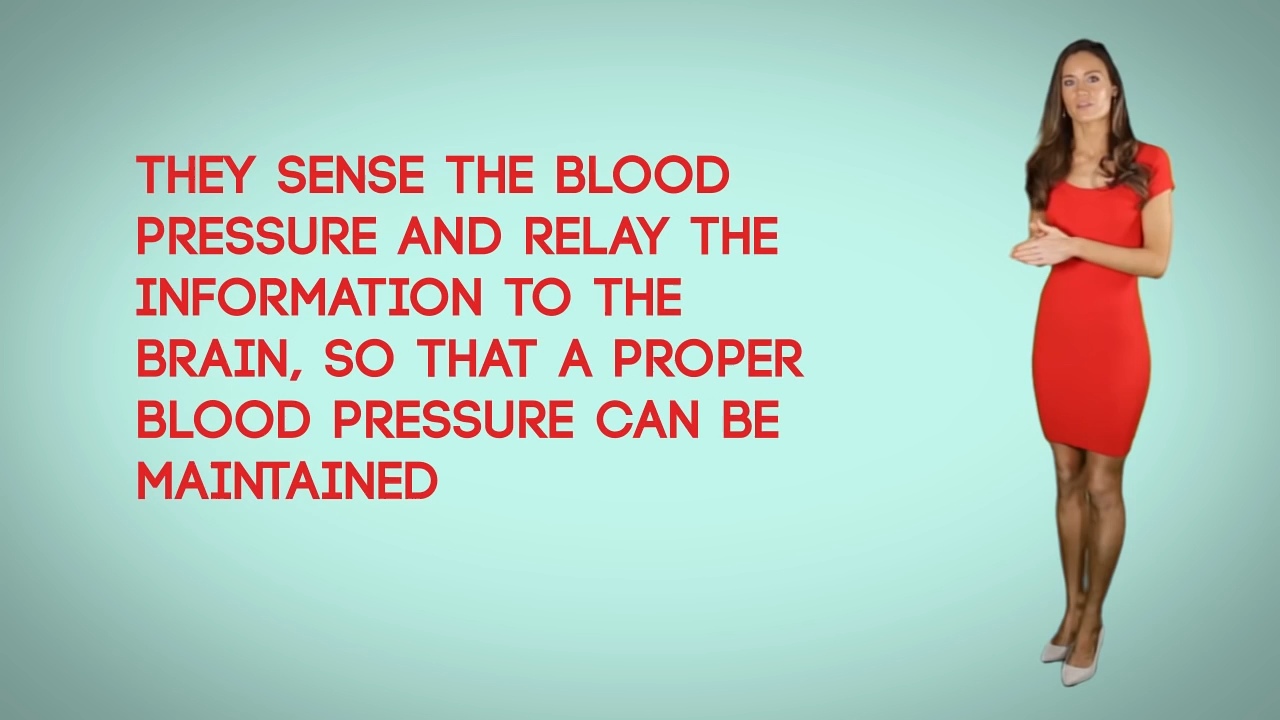 THEY SENSE THE BLOOD
PRESSURE AND RELAY THE
INFORMATION TO THE
BRAIN, SO THAT A PROPER
BLOOD PRESSURE CAN BE
MAINTAINED